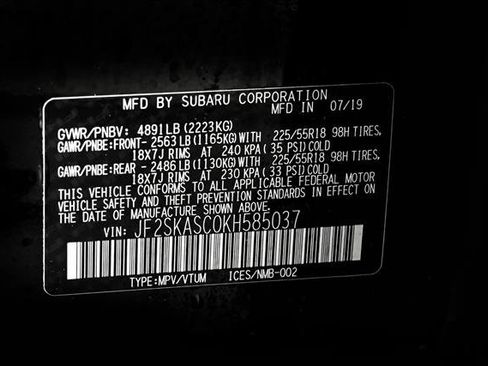 MFD BY SUBARU CORPORATION
MFD IN 07/19
GVWR/PNBV: 4891LB(2223KG)
GAWR/PNBE:FRONT-2563LB(1165KG)WITH 225/55R18 98H TIRES,
18X7J RIMS AT 240 KPA( 35 PSI)COLD
GAWR/PNBE:REAR -2486LB(1130KG)WITH 225/55R18 98H TIRES,
18X7J RIMS AT 230 KPA( 33 PSI)COLD
THIS VEHICLE CONFORMS TO ALL APPLICABLE FEDERAL MOTOR
VEHICLE SAFETY AND THEFT PREVENTION STANDARDS IN EFFECT ON
THE DATE OF MANUFACTURE SHOWN ABOVE.
VIN: JF2SKASC0KH585037
TYPE:MPV/VTUM ICES/NMB-002